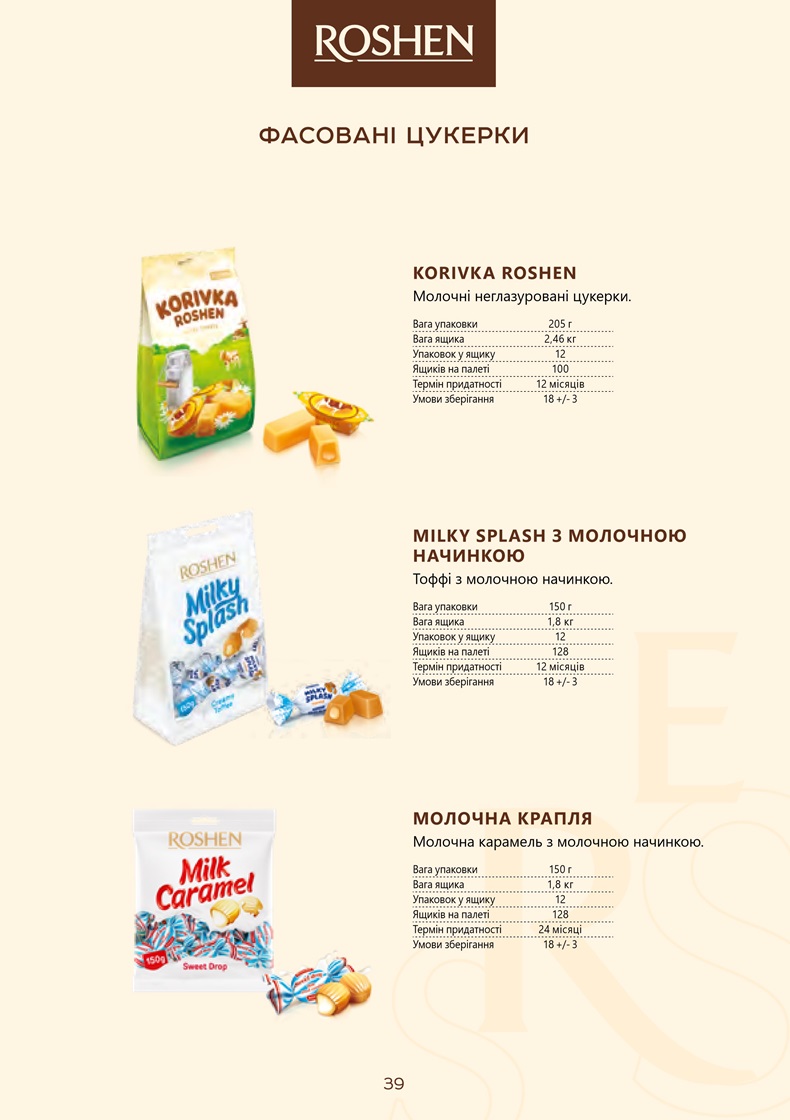 ROSHEN
ФАСОВАНІ ЦУКЕРКИ
KORIVKA
ROSHEN
KORIVKA ROSHEN
Молочні неглазуровані цукерки.
Вага упаковки 205 г
Вага ящика 2,46 кг
Упаковок у ящику 12
Ящиків на палеті 100
Термін придатності 12 місяців
Умови зберігання 18 +/- 3
ROSHEN
Milky
Splash
150g
Creamy
Toffee
MILKY
SPLASH
MILKY SPLASH З МОЛОЧНОЮ
НАЧИНКОЮ
Тоффі з молочною начинкою.
Вага упаковки 150 г
Вага ящика 1,8 кг
Упаковок у ящику 12
Ящиків на палеті 128
Термін придатності 12 місяців
Умови зберігання 18 +/- 3
ROSHEN
Milk
Caramel
150g
Sweet Drop
МОЛОЧНА КРАПЛЯ
Молочна карамель з молочною начинкою.
Вага упаковки 150 г
Вага ящика 1,8 кг
Упаковок у ящику 12
Ящиків на палеті 128
Термін придатності 24 місяці
Умови зберігання 18 +/- 3
39